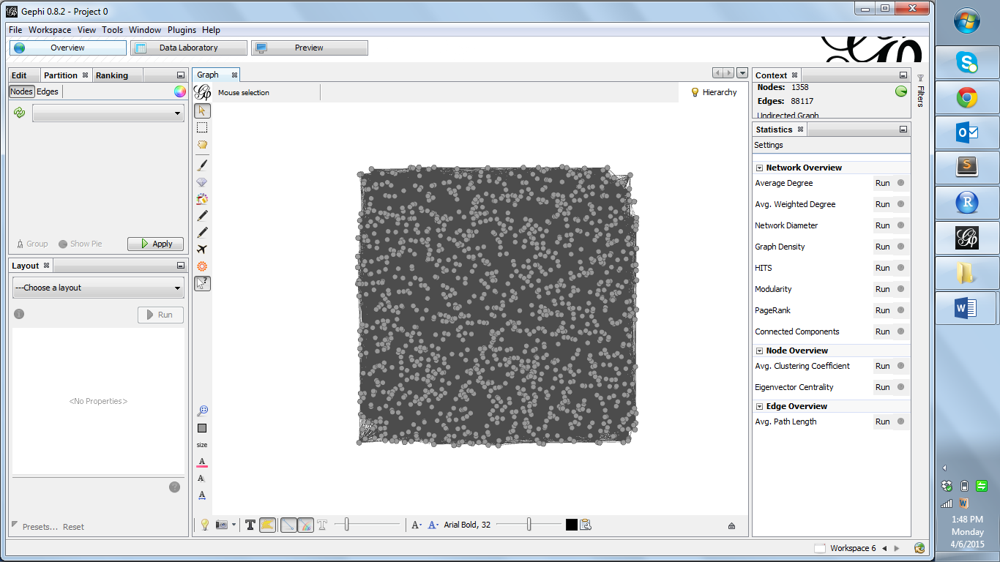 Gephi 0.8.2 - Project 0
File Workspace View Tools Window Plugins Help
Overview Data Laboratory Preview
Edit Partition Ranking
Nodes Edges
Group Show Pie Apply
Layout
---Choose a layout
Run
<No Properties>
Presets... Reset
Graph
Mouse selection
Hierarchy
size
A
A
A
T T A- A- Arial Bold, 32
Context
Nodes: 1358
Edges: 88117
Undirected Graph
Filters
Statistics
Settings
Network Overview
Average Degree Run
Avg. Weighted Degree Run
Network Diameter Run
Graph Density Run
HITS Run
Modularity Run
PageRank Run
Connected Components Run
Node Overview
Avg. Clustering Coefficient Run
Eigenvector Centrality Run
Edge Overview
Avg. Path Length Run
Workspace 6
1:48 PM
Monday
4/6/2015